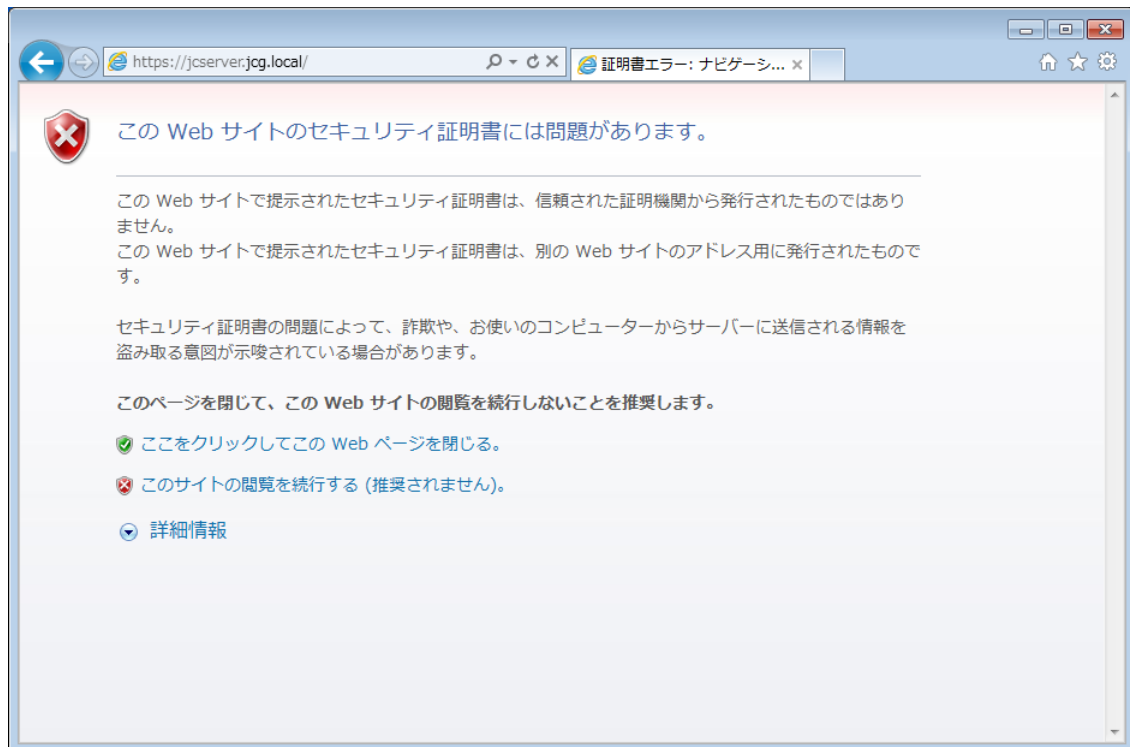 https://jcserver.jcg.local/
証明書エラー: ナビゲーシ...
この Web サイトのセキュリティ証明書には問題があります。
この Web サイトで提示されたセキュリティ証明書は、信頼された証明機関から発行されたものではあり
ません。
この Web サイトで提示されたセキュリティ証明書は、別の Web サイトのアドレス用に発行されたもので
す。
セキュリティ証明書の問題によって、詐欺や、お使いのコンピューターからサーバーに送信される情報を
盗み取る意図が示唆されている場合があります。
このページを閉じて、この Web サイトの閲覧を続行しないことを推奨します。
ここをクリックしてこの Web ページを閉じる。
このサイトの閲覧を続行する (推奨されません)。
詳細情報